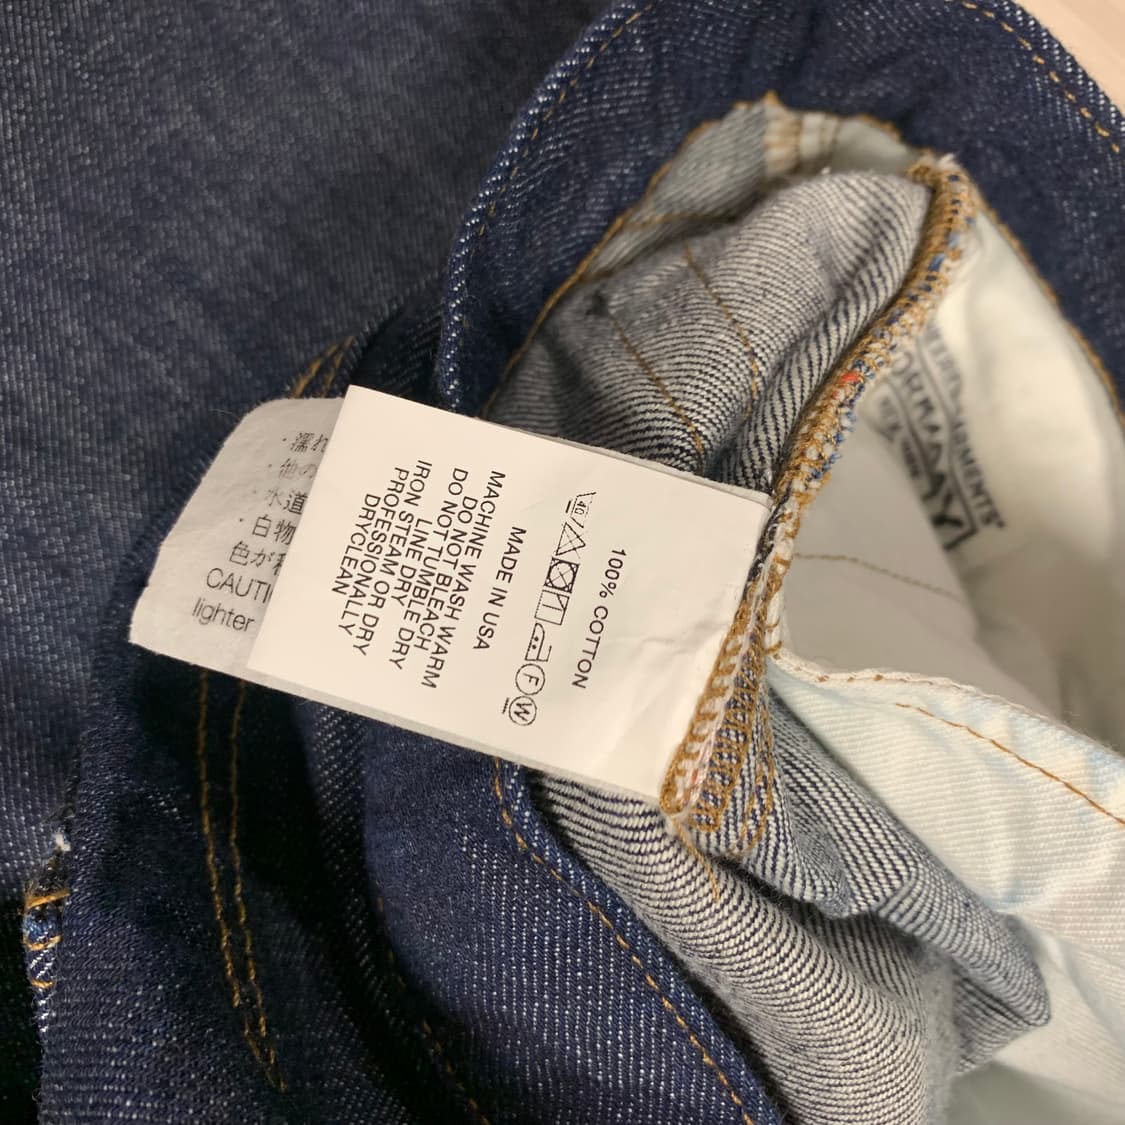 100% COTTON
40
F
W
MADE IN USA
MACHINE WASH WARM
DO NOT BLEACH
DO NOT TUMBLE DRY
LINE DRY
IRON STEAM OR DRY
PROFESSIONALLY
DRYCLEAN
・濡れ
・他の
・水道
・白物
色が
CAUTI
lighter